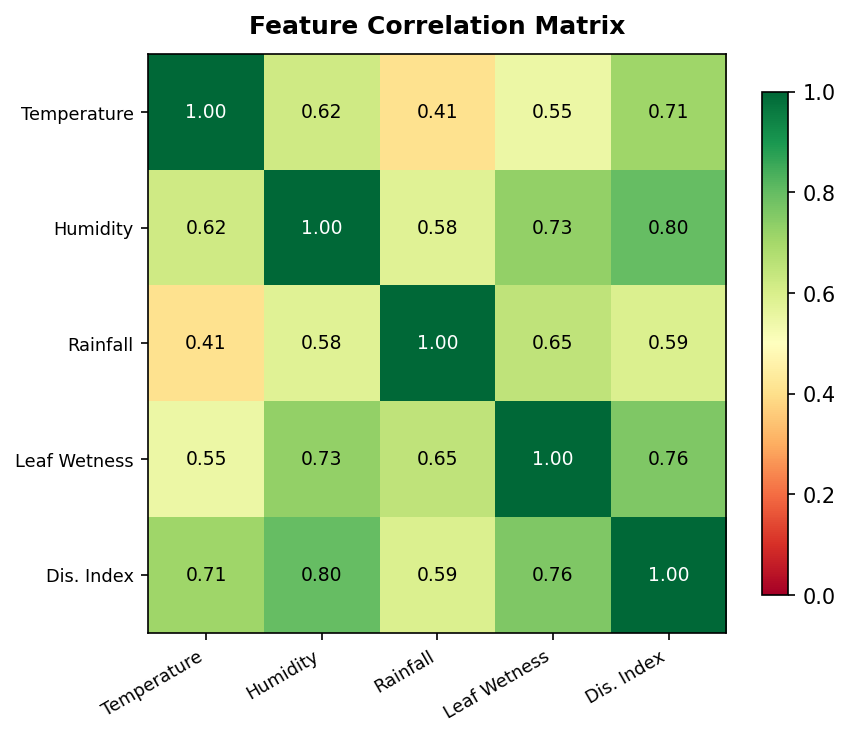 Feature Correlation Matrix
Temperature 1.00 0.62 0.41 0.55 0.71
Humidity 0.62 1.00 0.58 0.73 0.80
Rainfall 0.41 0.58 1.00 0.65 0.59
Leaf Wetness 0.55 0.73 0.65 1.00 0.76
Dis. Index 0.71 0.80 0.59 0.76 1.00
Temperature Humidity Rainfall Leaf Wetness Dis. Index
1.0
0.8
0.6
0.4
0.2
0.0